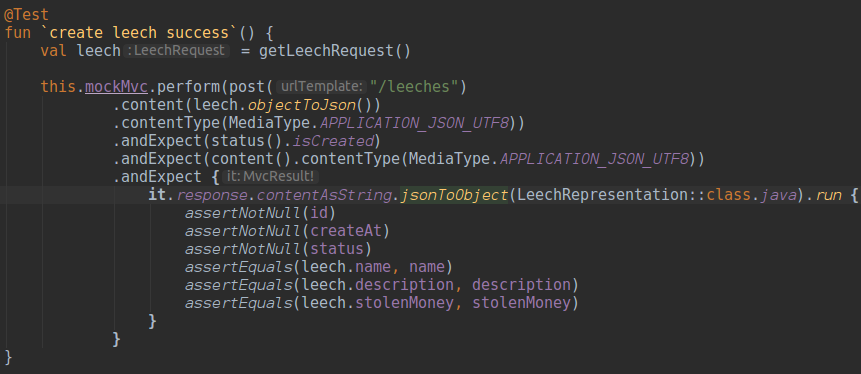 @Test
fun `create leech success`() {
    val leech : LeechRequest = getLeechRequest()
    this.mockMvc.perform(post( urlTemplate: "/leeches")
            .content(leech.objectToJson())
            .contentType(MediaType.APPLICATION_JSON_UTF8))
            .andExpect(status().isCreated)
            .andExpect(content().contentType(MediaType.APPLICATION_JSON_UTF8))
            .andExpect { it: MvcResult!
                it.response.contentAsString.jsonToObject(LeechRepresentation::class.java).run {
                    assertNotNull(id)
                    assertNotNull(createAt)
                    assertNotNull(status)
                    assertEquals(leech.name, name)
                    assertEquals(leech.description, description)
                    assertEquals(leech.stolenMoney, stolenMoney)
                }
            }
}